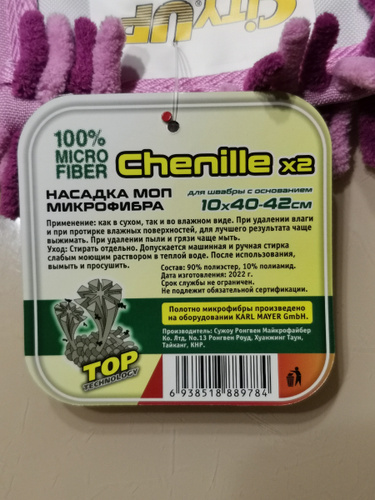 CITY UP
100%
MICRO
FIBER
Chenille x2
НАСАДКА МОП
МИКРОФИБРА
для швабры с основанием
10х40-42см
Применение: как в сухом, так и во влажном виде. При удалении влаги
и при протирке влажных поверхностей, для лучшего результата чаще
выжимать. При удалении пыли и грязи чаще мыть.
Уход: Стирать отдельно. Допускается машинная и ручная стирка
слабым моющим раствором в теплой воде. После использования,
вымыть и просушить.
Состав: 90% полиэстер, 10% полиамид.
Дата изготовления: 2022 г.
Срок службы не ограничен.
Не подлежит обязательной сертификации.
Полотно микрофибры произведено
на оборудовании KARL MAYER GmbH.
Производитель: Сужоу Ронгвен Майкрофайбер
Ко. Лтд, No.13 Ронгвен Роуд, Хуанжинг Таун,
Тайканг, КНР.
TOP
TECHNOLOGY
6 938518 889784